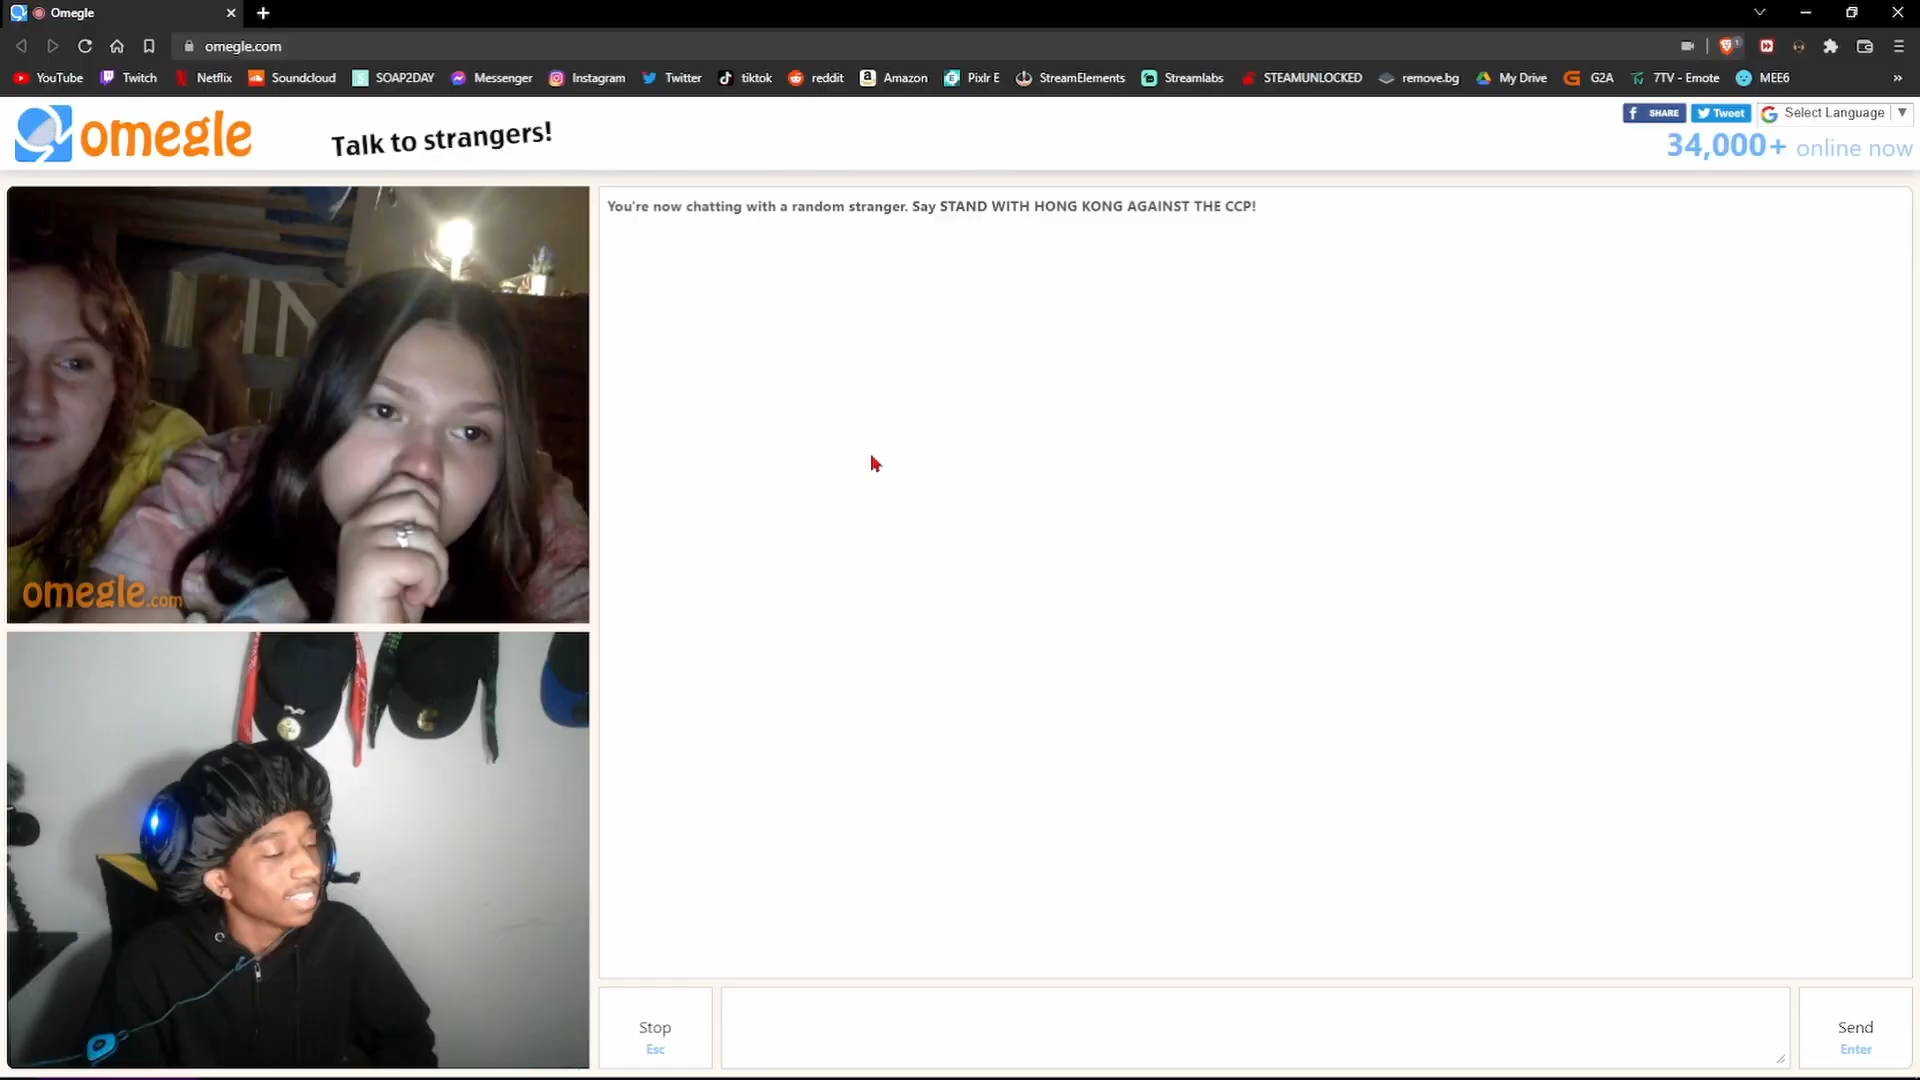 Omegle
omegle.com
YouTube Twitch Netflix Soundcloud SOAP2DAY Messenger Instagram Twitter tiktok reddit Amazon Pixlr E StreamElements Streamlabs STEAMUNLOCKED remove.bg My Drive G2A 7TV - Emote MEE6 »
omegle Talk to strangers!
SHARE Tweet Select Language
34,000+ online now
You're now chatting with a random stranger. Say STAND WITH HONG KONG AGAINST THE CCP!
omegle.com
Stop
Esc
Send
Enter